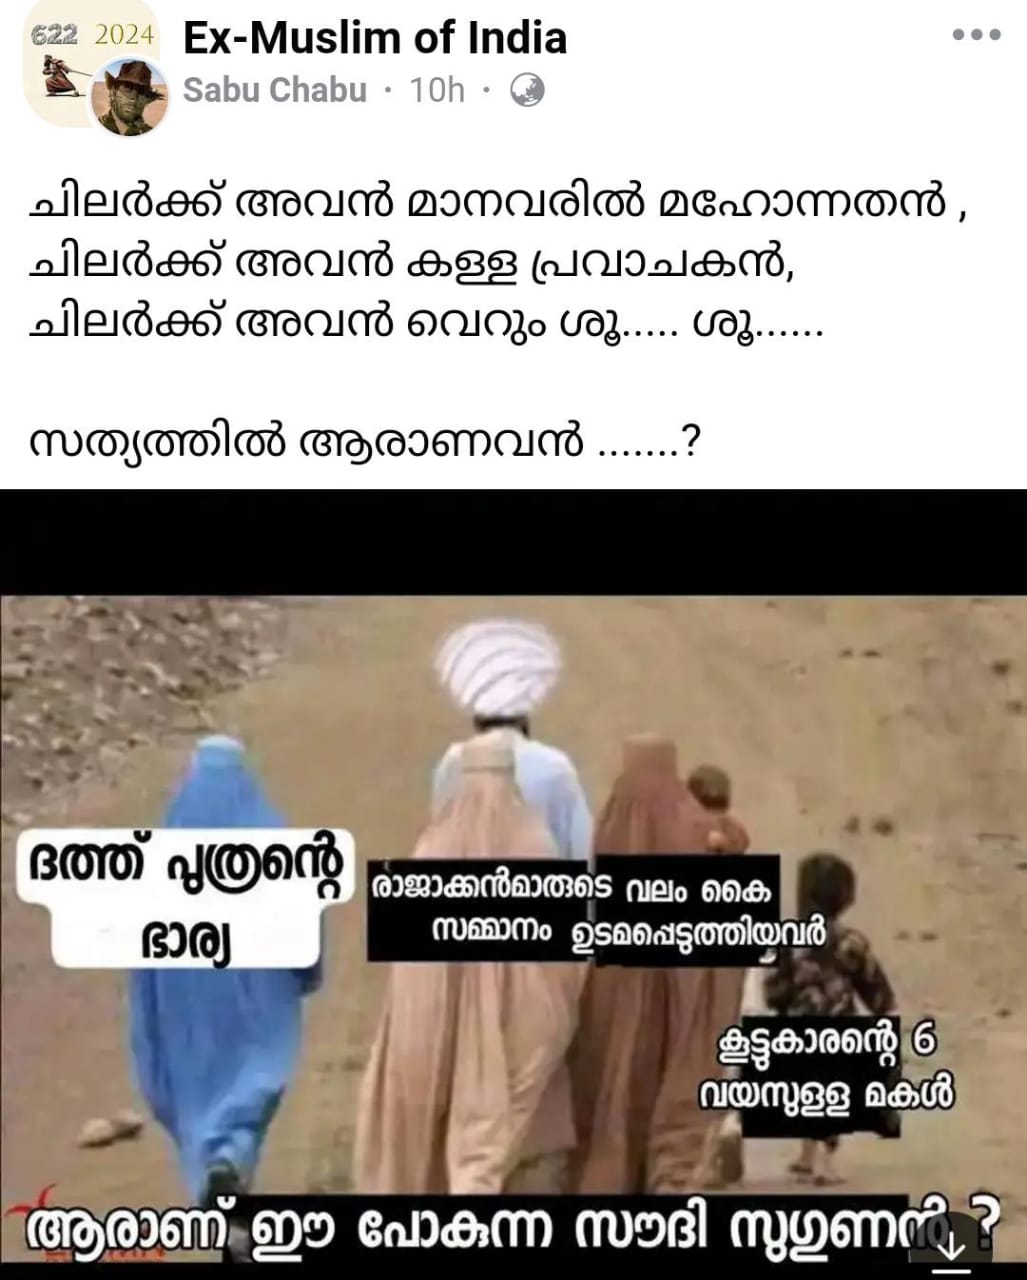 622 2024
Ex-Muslim of India
Sabu Chabu · 10h ·
ചിലർക്ക് അവൻ മാനവരിൽ മഹോന്നതൻ ,
ചിലർക്ക് അവൻ കള്ള പ്രവാചകൻ,
ചിലർക്ക് അവൻ വെറും ശൂ..... ശൂ......
സത്യത്തിൽ ആരാണവൻ .......?
ദത്ത് പുത്രന്റെ
ഭാര്യ
രാജാക്കൻമാരുടെ വലം കൈ
സമ്മാനം ഉടമപ്പെടുത്തിയവർ
കൂട്ടുകാരന്റെ 6
വയസുളള മകൾ
ആരാണ് ഈ പോകുന്ന സൗദി സുഗുണൻ ?